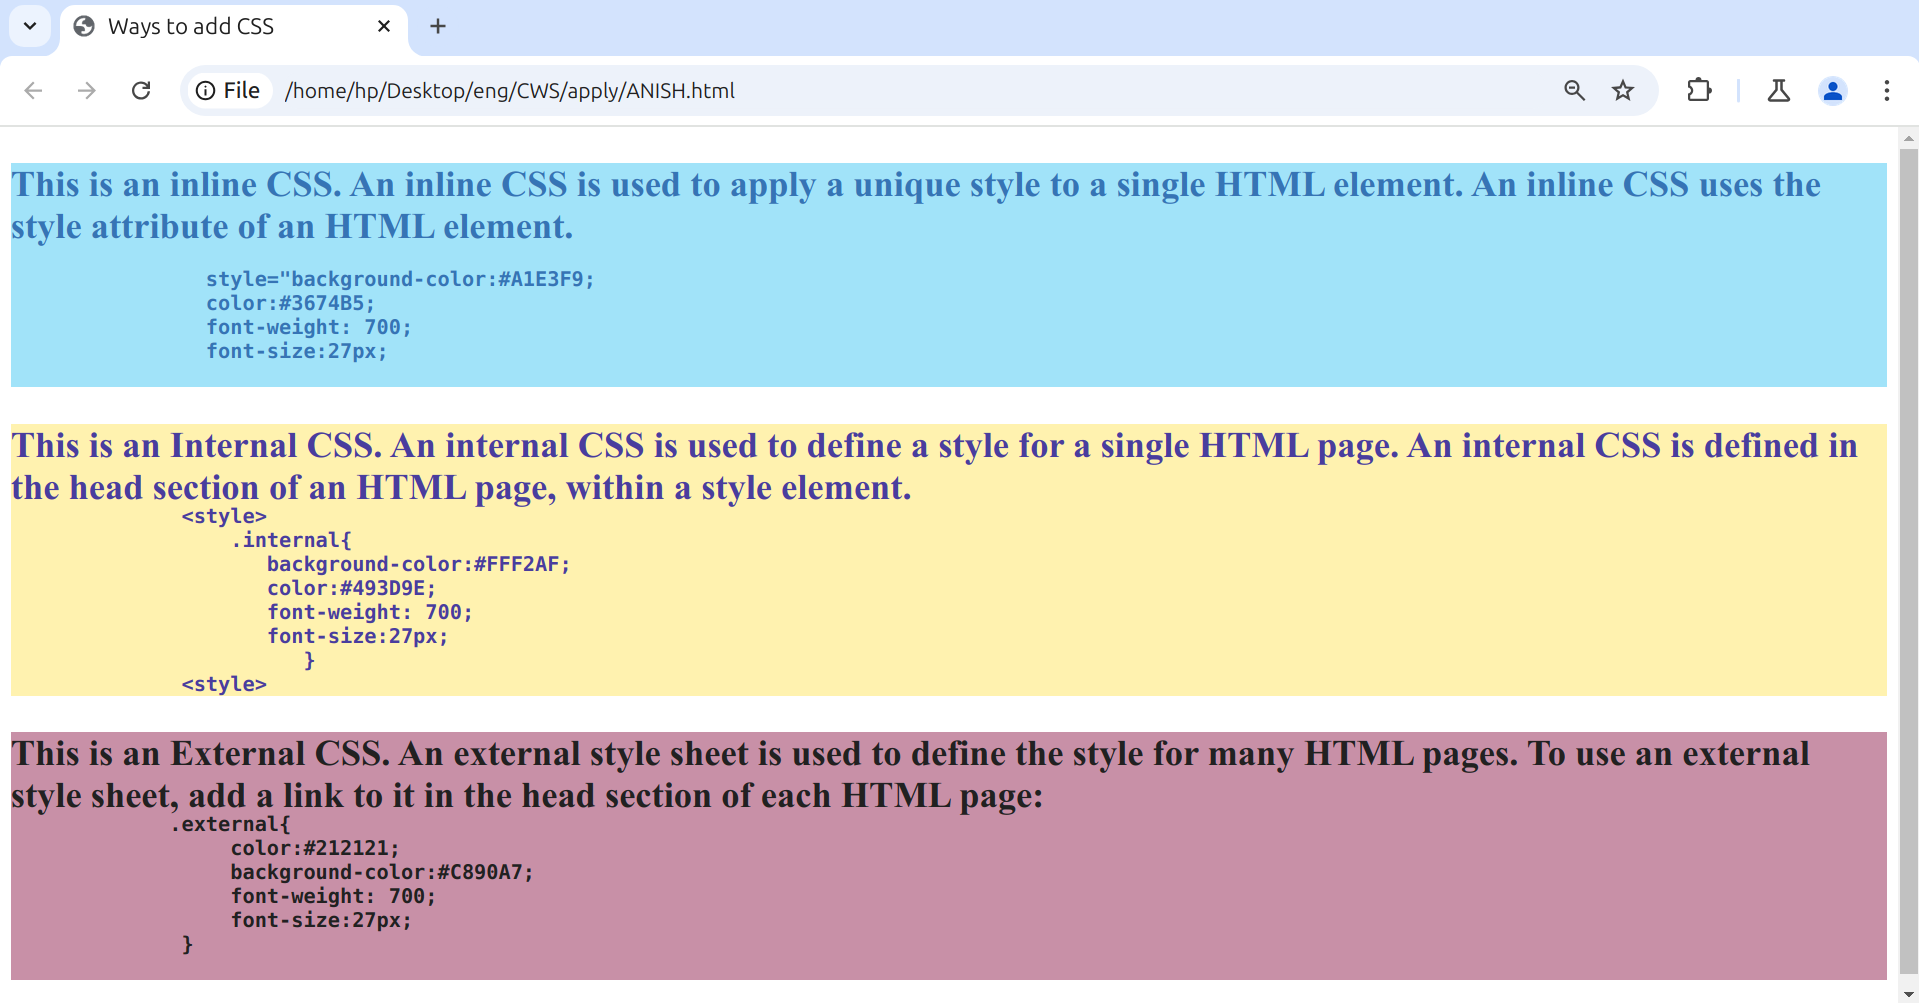 Ways to add CSS
File
/home/hp/Desktop/eng/CWS/apply/ANISH.html
This is an inline CSS. An inline CSS is used to apply a unique style to a single HTML element. An inline CSS uses the
style attribute of an HTML element.
style="background-color:#A1E3F9;
color:#3674B5;
font-weight: 700;
font-size:27px;
This is an Internal CSS. An internal CSS is used to define a style for a single HTML page. An internal CSS is defined in
the head section of an HTML page, within a style element.
<style>
.internal{
background-color:#FFF2AF;
color:#493D9E;
font-weight: 700;
font-size:27px;
}
<style>
This is an External CSS. An external style sheet is used to define the style for many HTML pages. To use an external
style sheet, add a link to it in the head section of each HTML page:
.external{
color:#212121;
background-color:#C890A7;
font-weight: 700;
font-size:27px;
}